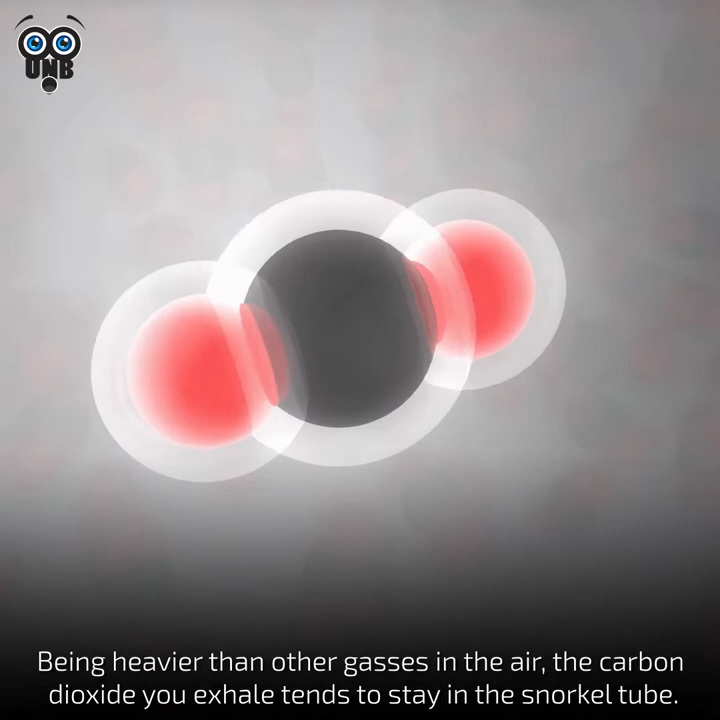 UNB
Being heavier than other gasses in the air, the carbon
dioxide you exhale tends to stay in the snorkel tube.